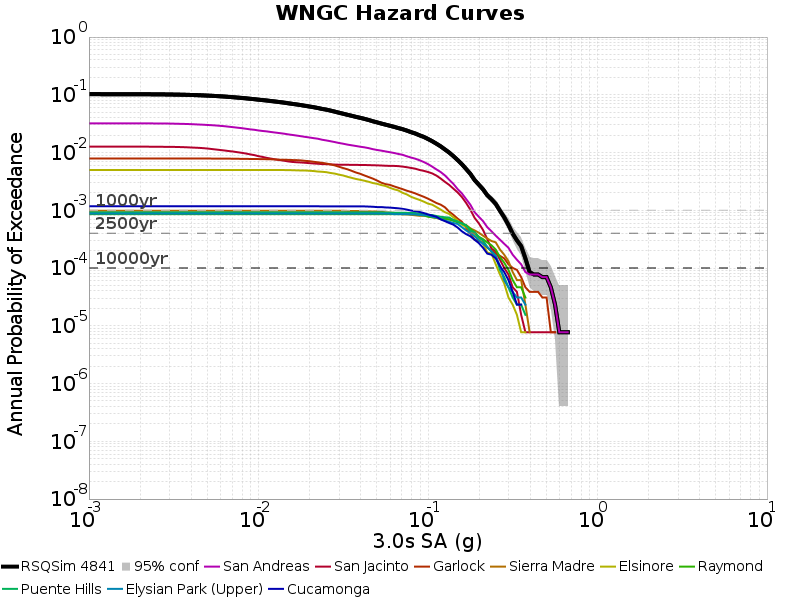 WNGC Hazard Curves
Annual Probability of Exceedance
10^0
10^-1
10^-2
10^-3
10^-4
10^-5
10^-6
10^-7
10^-8
1000yr
2500yr
10000yr
10^-3 10^-2 10^-1 10^0 10^1
3.0s SA (g)
RSQSim 4841 95% conf San Andreas San Jacinto Garlock Sierra Madre Elsinore Raymond
Puente Hills Elysian Park (Upper) Cucamonga